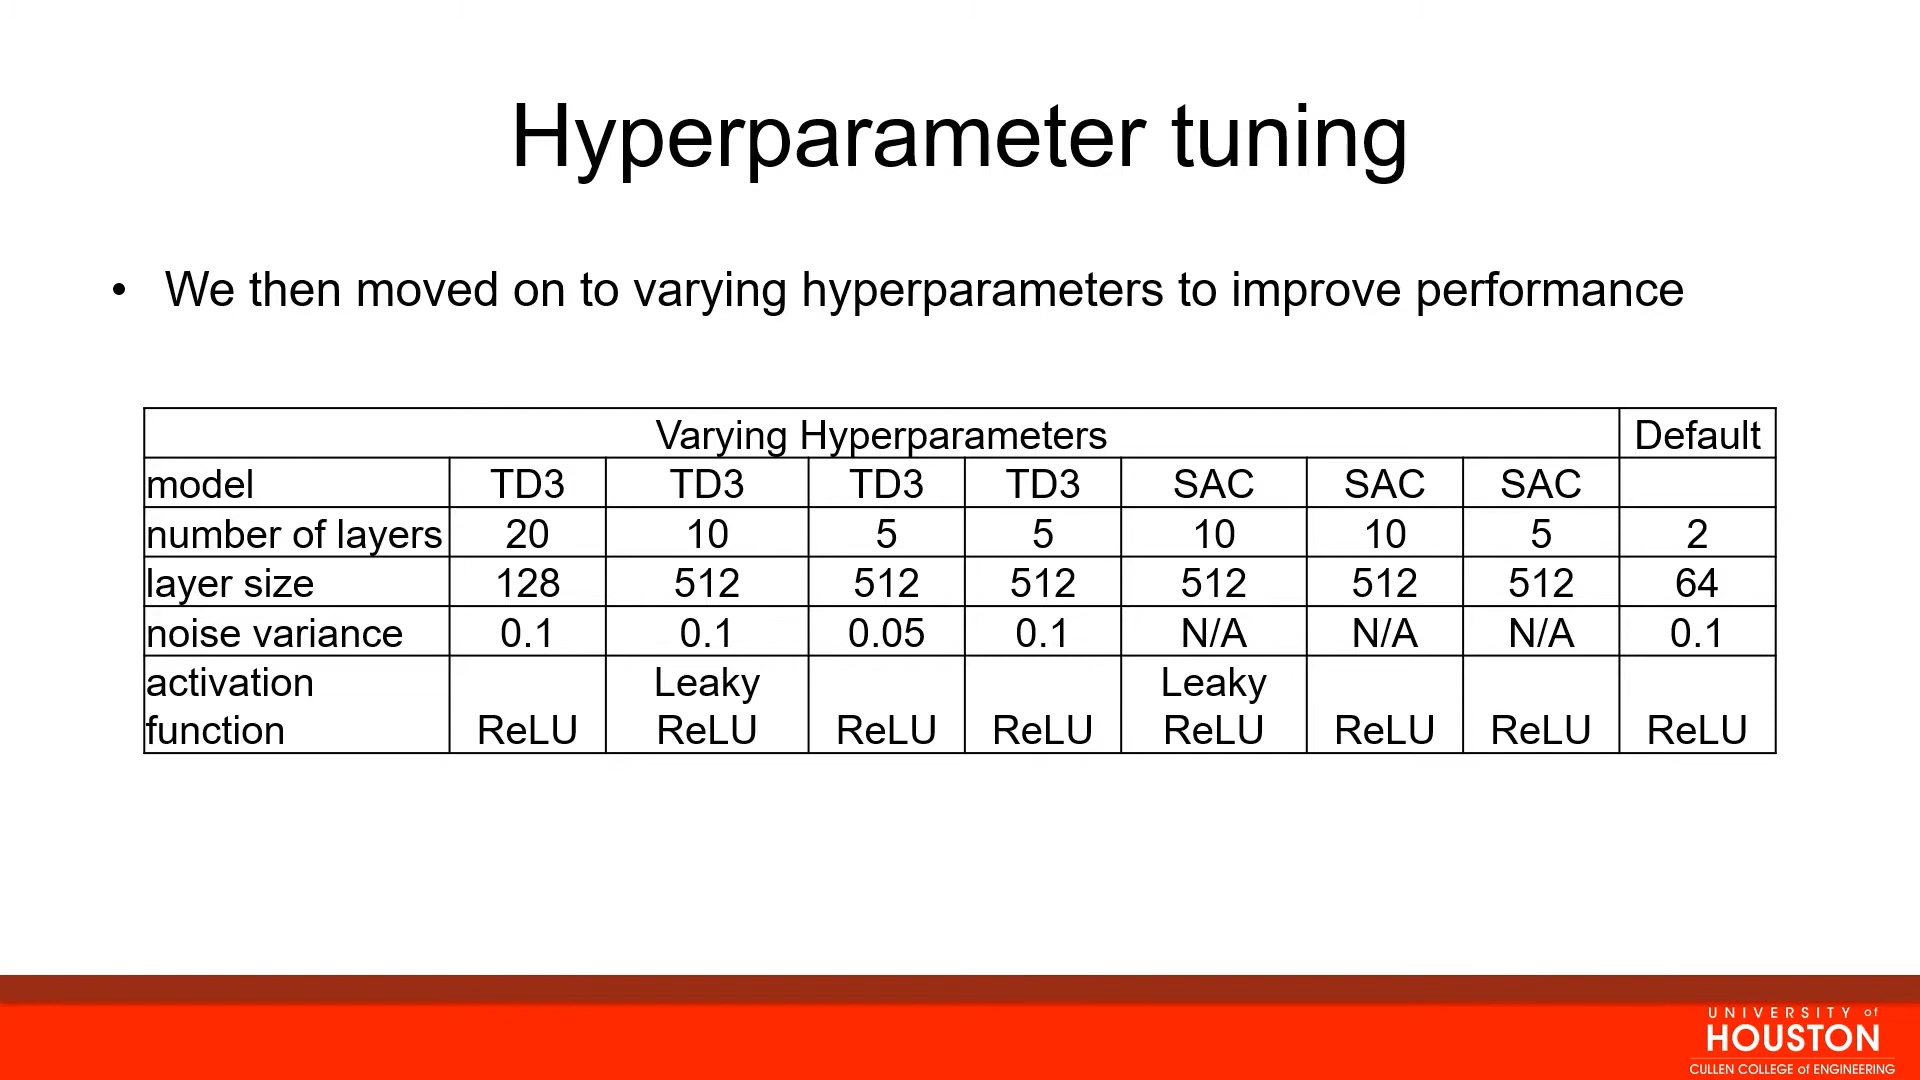 Hyperparameter tuning
• We then moved on to varying hyperparameters to improve performance
Varying Hyperparameters Default
model TD3 TD3 TD3 TD3 SAC SAC SAC
number of layers 20 10 5 5 10 10 5 2
layer size 128 512 512 512 512 512 512 64
noise variance 0.1 0.1 0.05 0.1 N/A N/A N/A 0.1
activation Leaky Leaky
function ReLU ReLU ReLU ReLU ReLU ReLU ReLU ReLU
UNIVERSITY of
HOUSTON
CULLEN COLLEGE of ENGINEERING